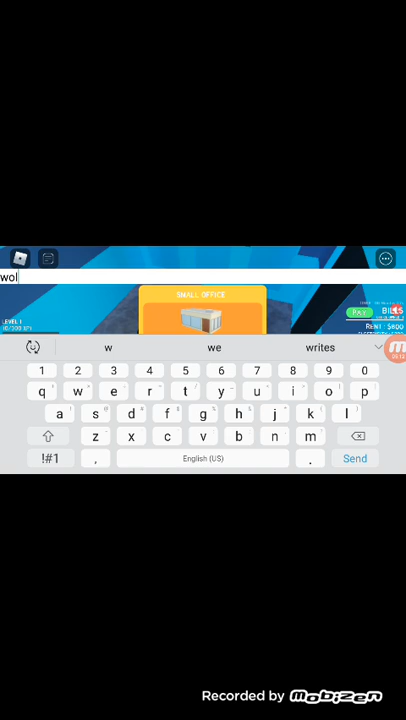 wol
SMALL OFFICE
LEVEL 1
PAY
BILLS
RENT : $800
w we writes
1 2 3 4 5 6 7 8 9 0
q w e r t y u i o p
a s d f g h j k l
z x c v b n m
!#1 , English (US) . Send
Recorded by Mobizen